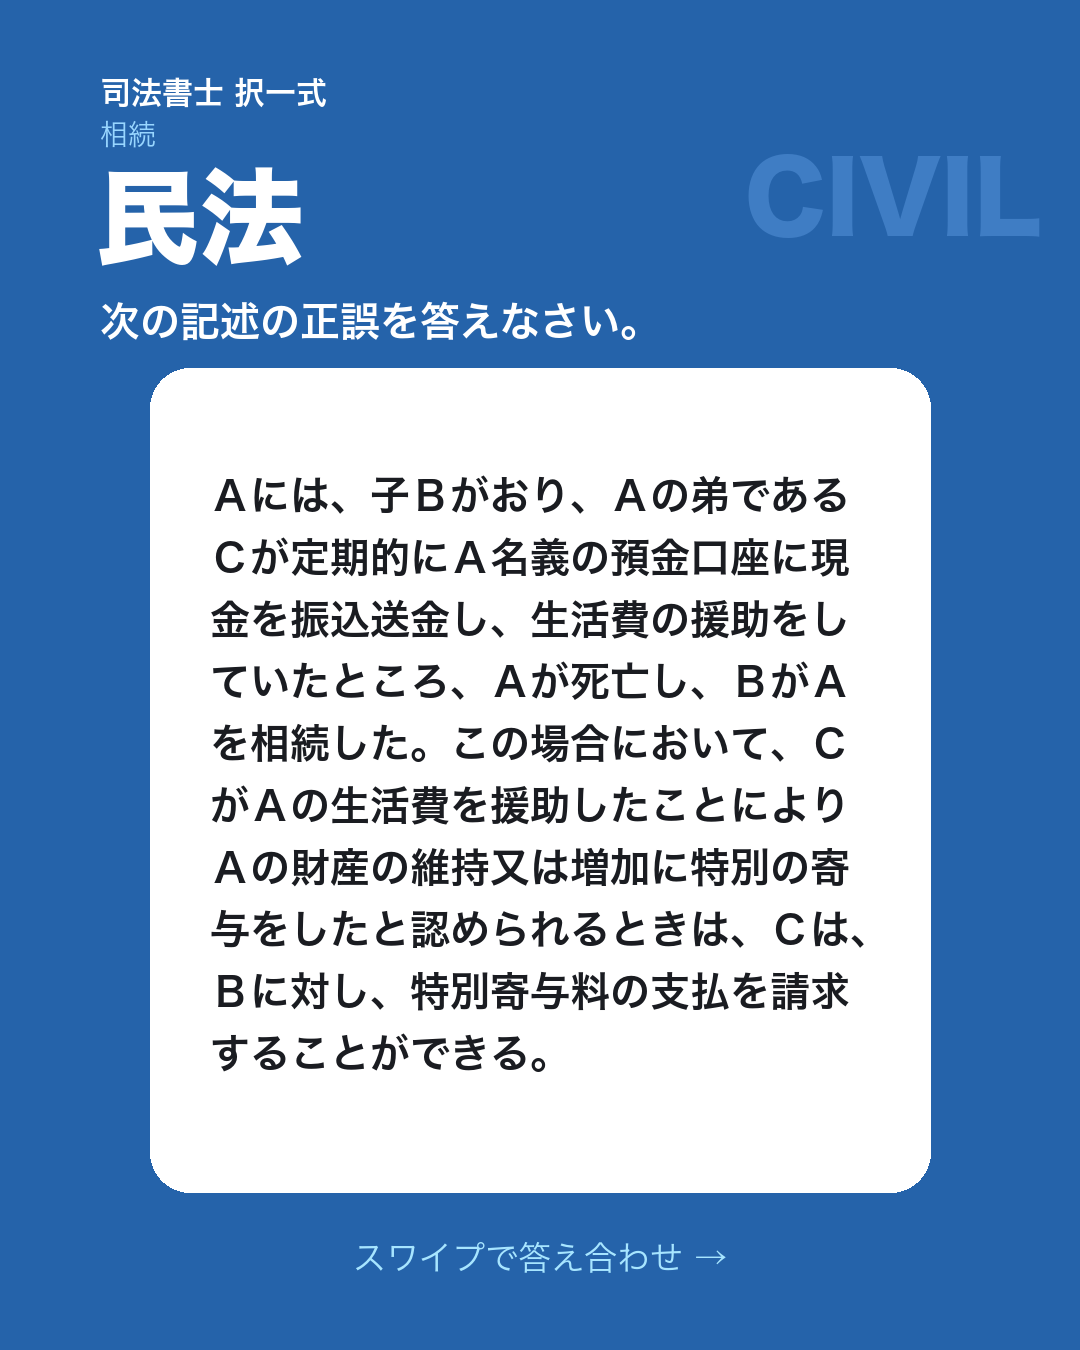 司法書士 択一式
相続
民法
CIVIL
次の記述の正誤を答えなさい。
Ａには、子Ｂがおり、Ａの弟である
Ｃが定期的にＡ名義の預金口座に現
金を振込送金し、生活費の援助をし
ていたところ、Ａが死亡し、ＢがＡ
を相続した。この場合において、Ｃ
がＡの生活費を援助したことにより
Ａの財産の維持又は増加に特別の寄
与をしたと認められるときは、Ｃは、
Ｂに対し、特別寄与料の支払を請求
することができる。
スワイプで答え合わせ →